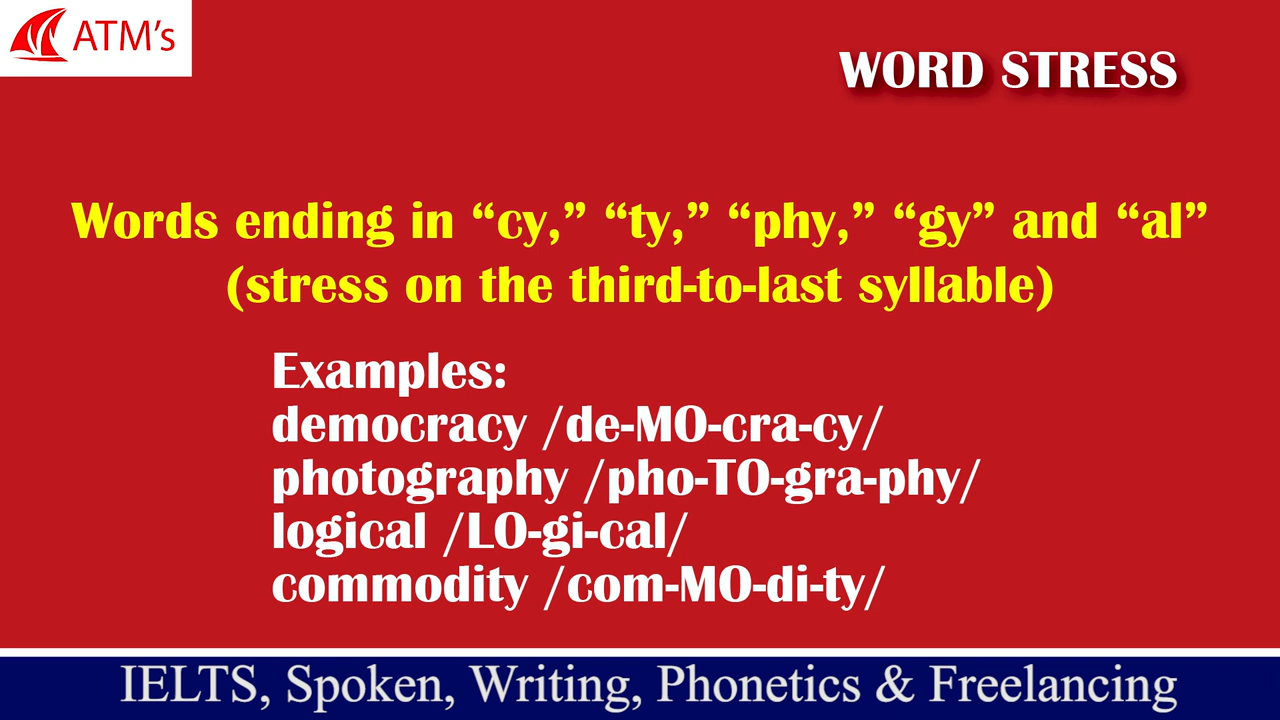 ATM's
WORD STRESS
Words ending in “cy,” “ty,” “phy,” “gy” and “al”
(stress on the third-to-last syllable)
Examples:
democracy /de-MO-cra-cy/
photography /pho-TO-gra-phy/
logical /LO-gi-cal/
commodity /com-MO-di-ty/
IELTS, Spoken, Writing, Phonetics & Freelancing